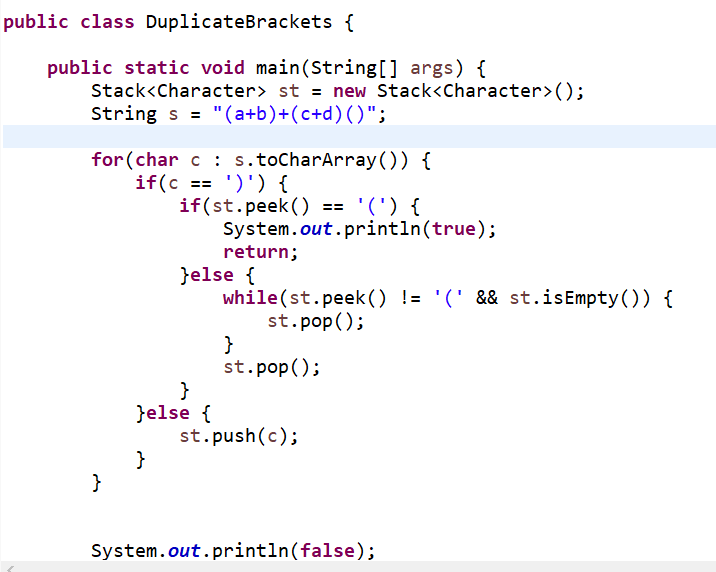 public class DuplicateBrackets {
public static void main(String[] args) {
Stack<Character> st = new Stack<Character>();
String s = "(a+b)+(c+d)()";
for(char c : s.toCharArray()) {
if(c == ')') {
if(st.peek() == '(') {
System.out.println(true);
return;
}else {
while(st.peek() != '(' && st.isEmpty()) {
st.pop();
}
st.pop();
}
}else {
st.push(c);
}
}
System.out.println(false);